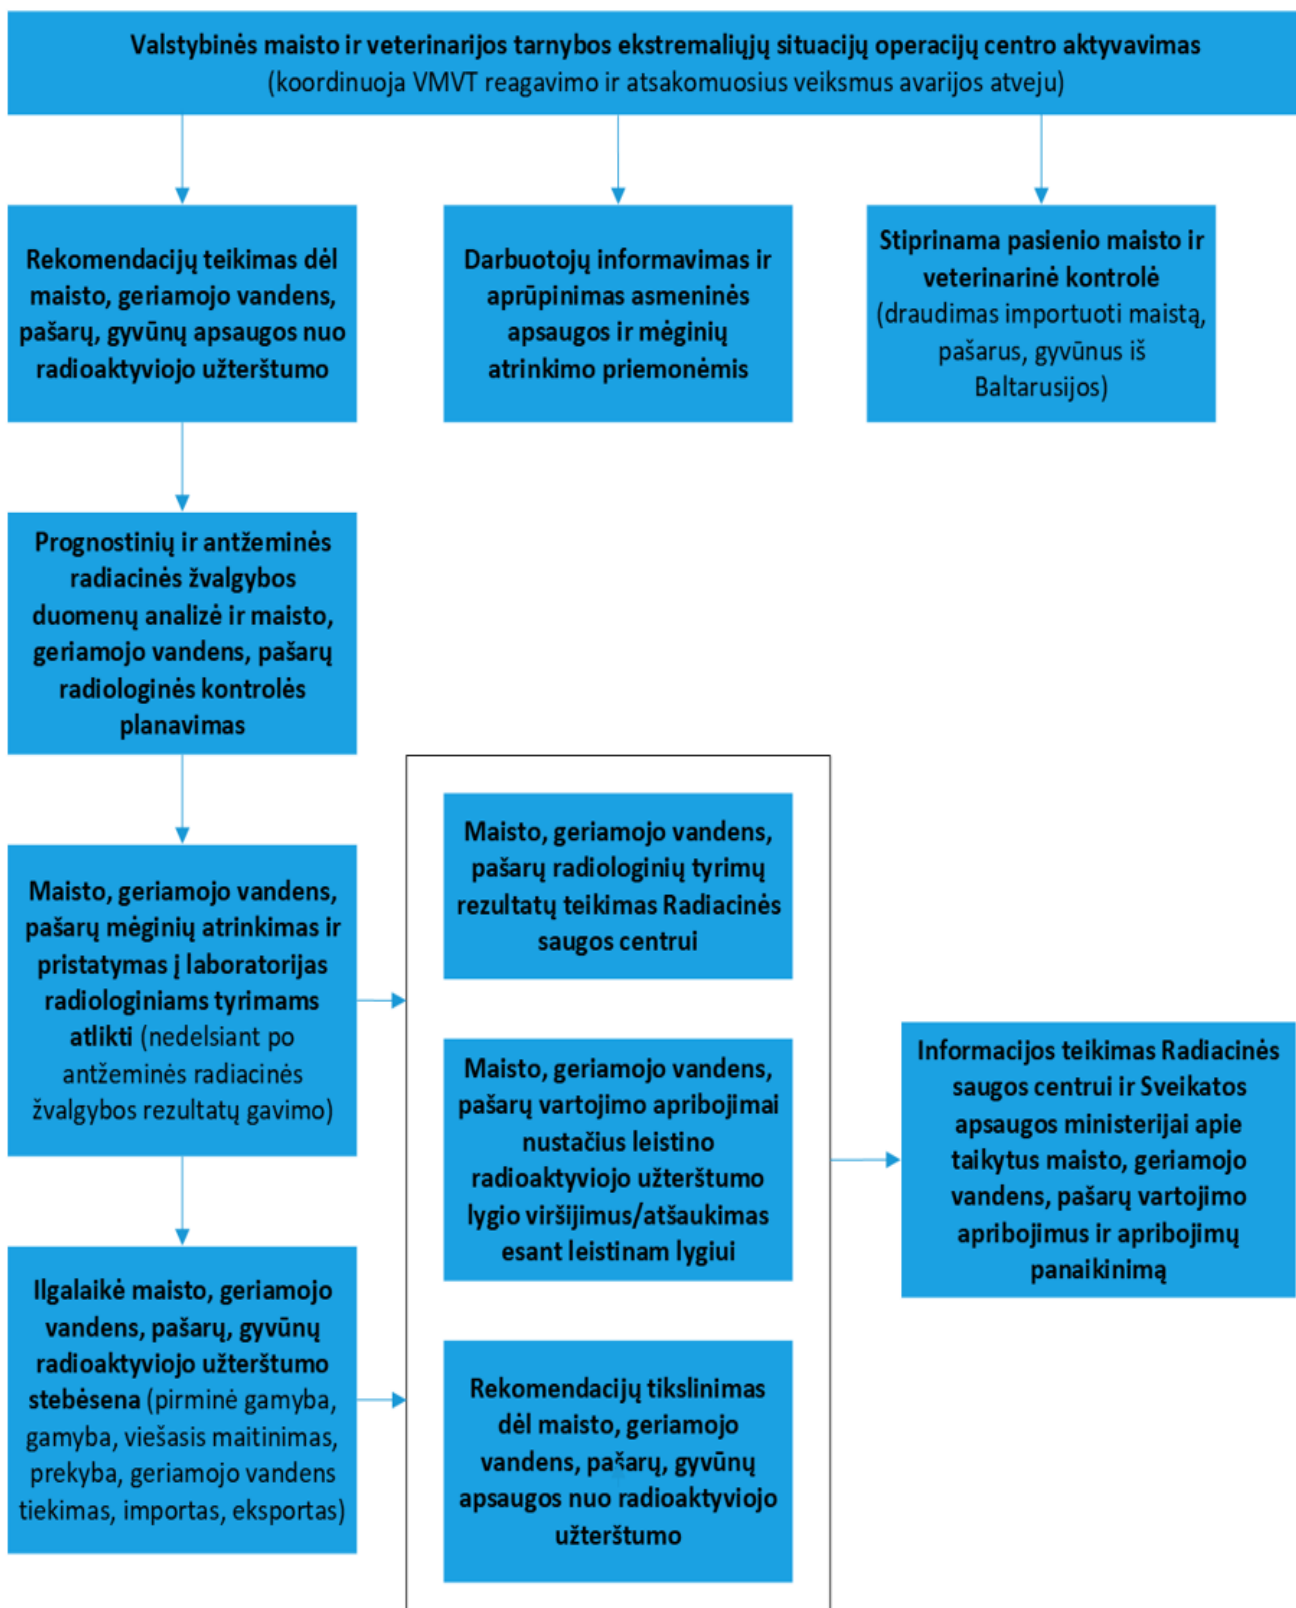 Valstybinės maisto ir veterinarijos tarnybos ekstremaliųjų situacijų operacijų centro aktyvavimas
(koordinuoja VMVT reagavimo ir atsakomuosius veiksmus avarijos atveju)
Rekomendacijų teikimas dėl
maisto, geriamojo vandens,
pašarų, gyvūnų apsaugos nuo
radioaktyviojo užterštumo
Darbuotojų informavimas ir
aprūpinimas asmeninės
apsaugos ir mėginių
atrinkimo priemonėmis
Stiprinama pasienio maisto ir
veterinarinė kontrolė
(draudimas importuoti maistą,
pašarus, gyvūnus iš
Baltarusijos)
Prognostinių ir antžeminės
radiacinės žvalgybos
duomenų analizė ir maisto,
geriamojo vandens, pašarų
radiologinės kontrolės
planavimas
Maisto, geriamojo vandens,
pašarų mėginių atrinkimas ir
pristatymas į laboratorijas
radiologiniams tyrimams
atlikti (nedelsiant po
antžeminės radiacinės
žvalgybos rezultatų gavimo)
Ilgalaikė maisto, geriamojo
vandens, pašarų, gyvūnų
radioaktyviojo užterštumo
stebėsena (pirminė gamyba,
gamyba, viešasis maitinimas,
prekyba, geriamojo vandens
tiekimas, importas, eksportas)
Maisto, geriamojo vandens,
pašarų radiologinių tyrimų
rezultatų teikimas Radiacinės
saugos centrui
Maisto, geriamojo vandens,
pašarų vartojimo apribojimai
nustačius leistino
radioaktyviojo užterštumo
lygio viršijimus/atšaukimas
esant leistinam lygiui
Rekomendacijų tikslinimas
dėl maisto, geriamojo
vandens, pašarų, gyvūnų
apsaugos nuo radioaktyviojo
užterštumo
Informacijos teikimas Radiacinės
saugos centrui ir Sveikatos
apsaugos ministerijai apie
taikytus maisto, geriamojo
vandens, pašarų vartojimo
apribojimus ir apribojimų
panaikinimą